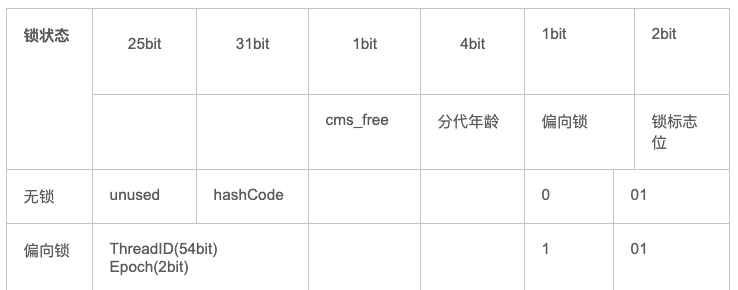 锁状态 25bit 31bit 1bit 4bit 1bit 2bit
cms_free 分代年龄 偏向锁 锁标志
位
无锁 unused hashCode 0 01
偏向锁 ThreadID(54bit) 1 01
Epoch(2bit)